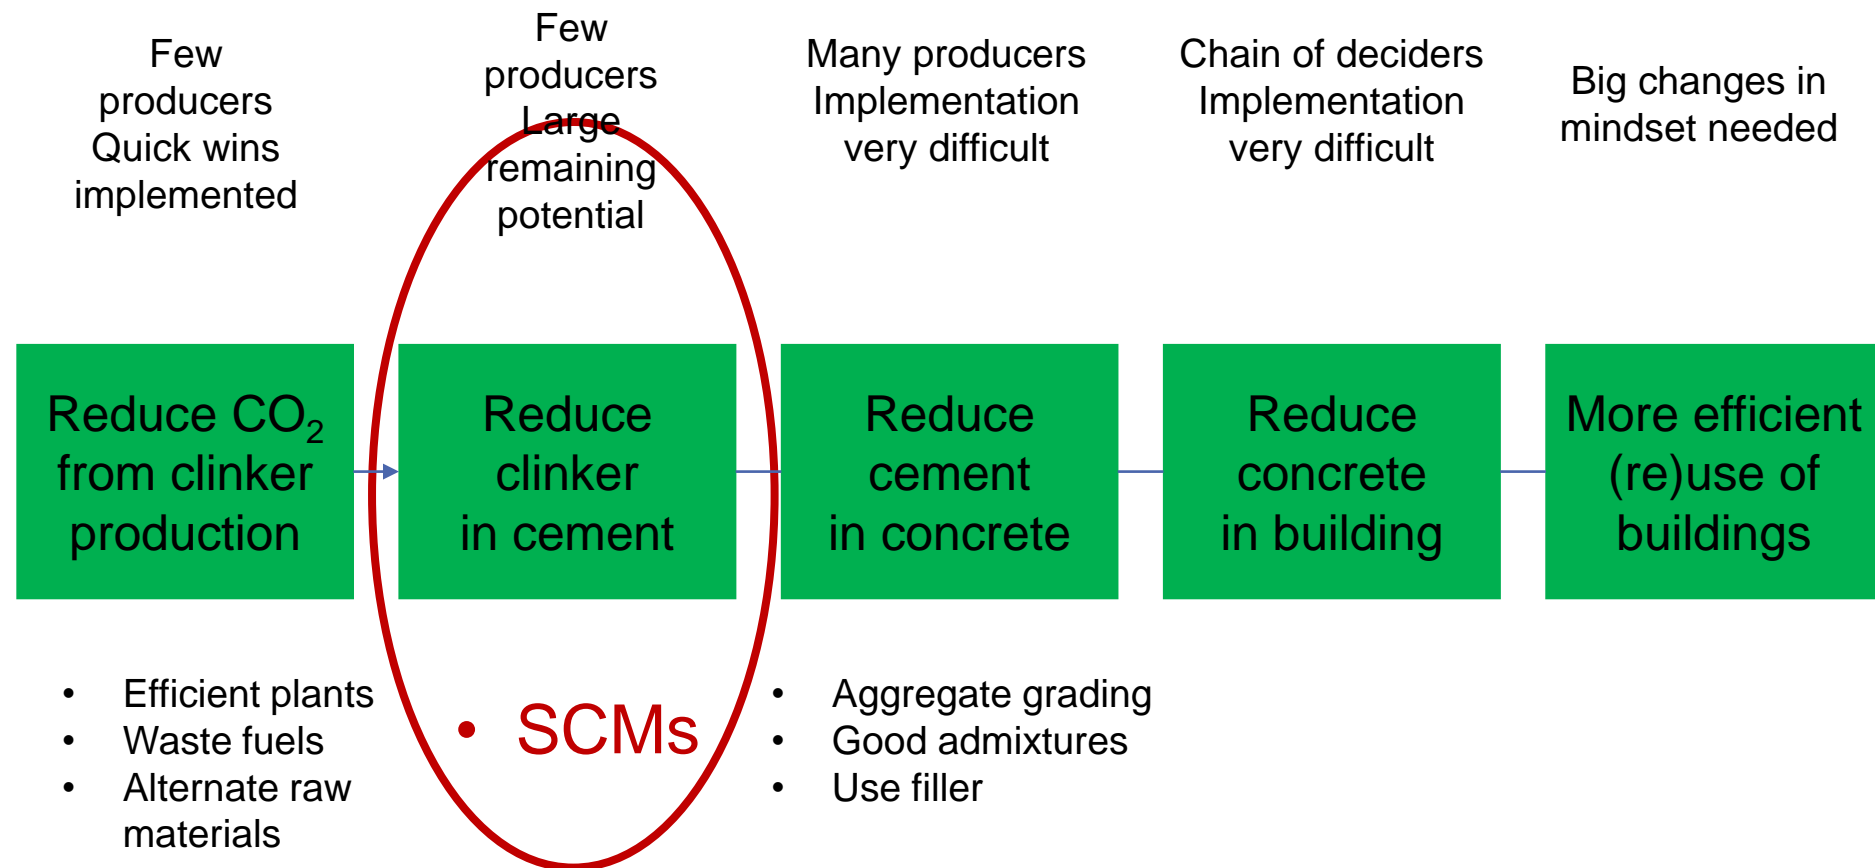 Few
producers
Quick wins
implemented
Few
producers
Large
remaining
potential
Many producers
Implementation
very difficult
Chain of deciders
Implementation
very difficult
Big changes in
mindset needed
Reduce CO₂
from clinker
production
Reduce
clinker
in cement
Reduce
cement
in concrete
Reduce
concrete
in building
More efficient
(re)use of
buildings
• Efficient plants
• Waste fuels
• Alternate raw
materials
• SCMs
• Aggregate grading
• Good admixtures
• Use filler